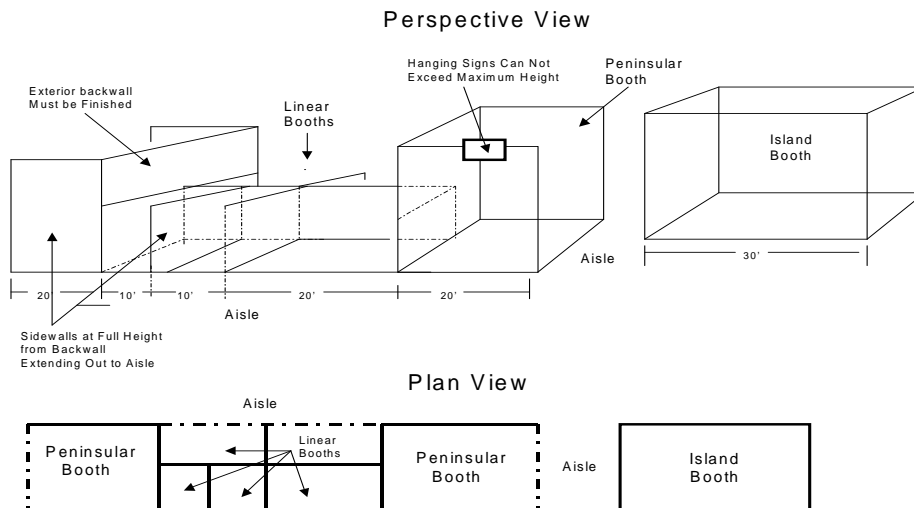 Perspective View
Hanging Signs Can Not
Exceed Maximum Height
Peninsular
Booth
Exterior backwall
Must be Finished
Linear
Booths
Island
Booth
Aisle
30'
20'
10'
10'
20'
20'
Aisle
Sidewalls at Full Height
from Backwall
Extending Out to Aisle
Plan View
Aisle
Peninsular
Booth
Linear
Booths
Peninsular
Booth
Aisle
Island
Booth